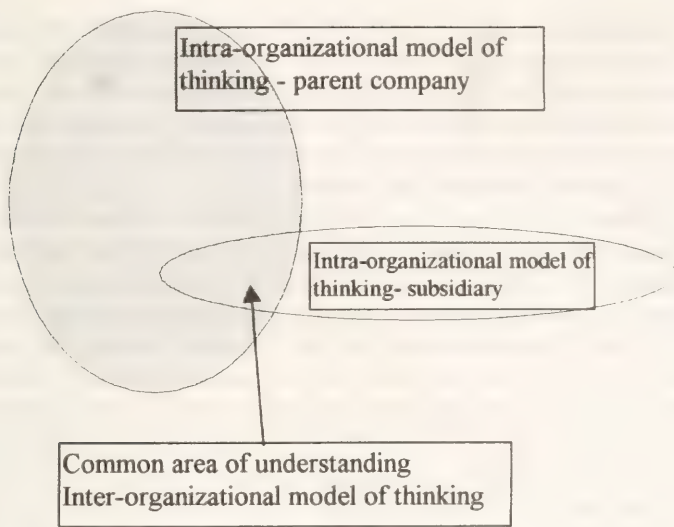 Intra-organizational model of
thinking - parent company
Intra-organizational model of
thinking- subsidiary
Common area of understanding
Inter-organizational model of thinking